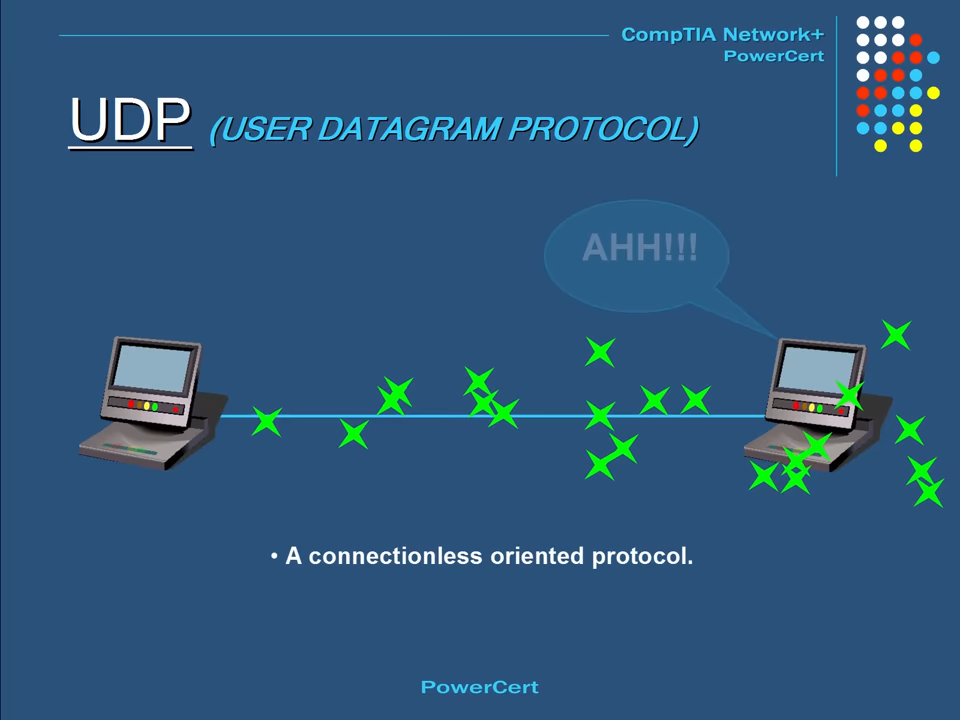 CompTIA Network+
PowerCert
UDP (USER DATAGRAM PROTOCOL)
AHH!!!
• A connectionless oriented protocol.
PowerCert